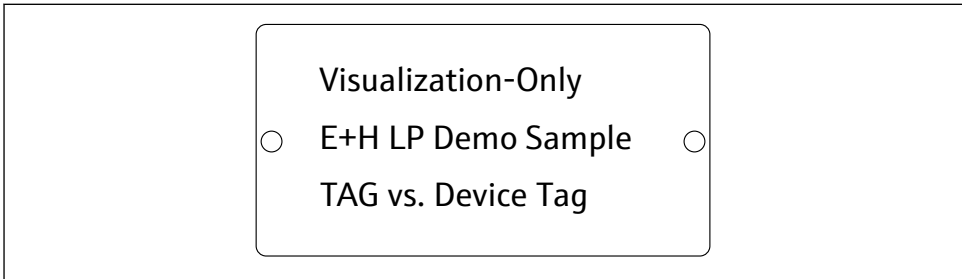 Visualization-Only
E+H LP Demo Sample
TAG vs. Device Tag